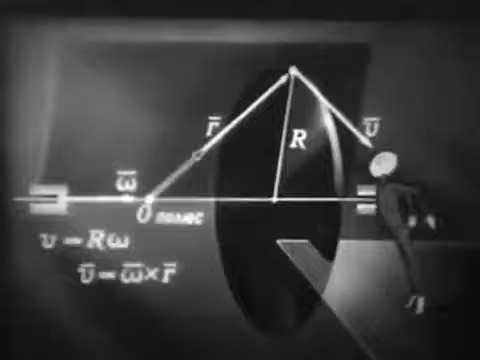 r̄
R
ῡ
ω̄
O полюс
υ = Rω
ῡ = ω̄ × r̄